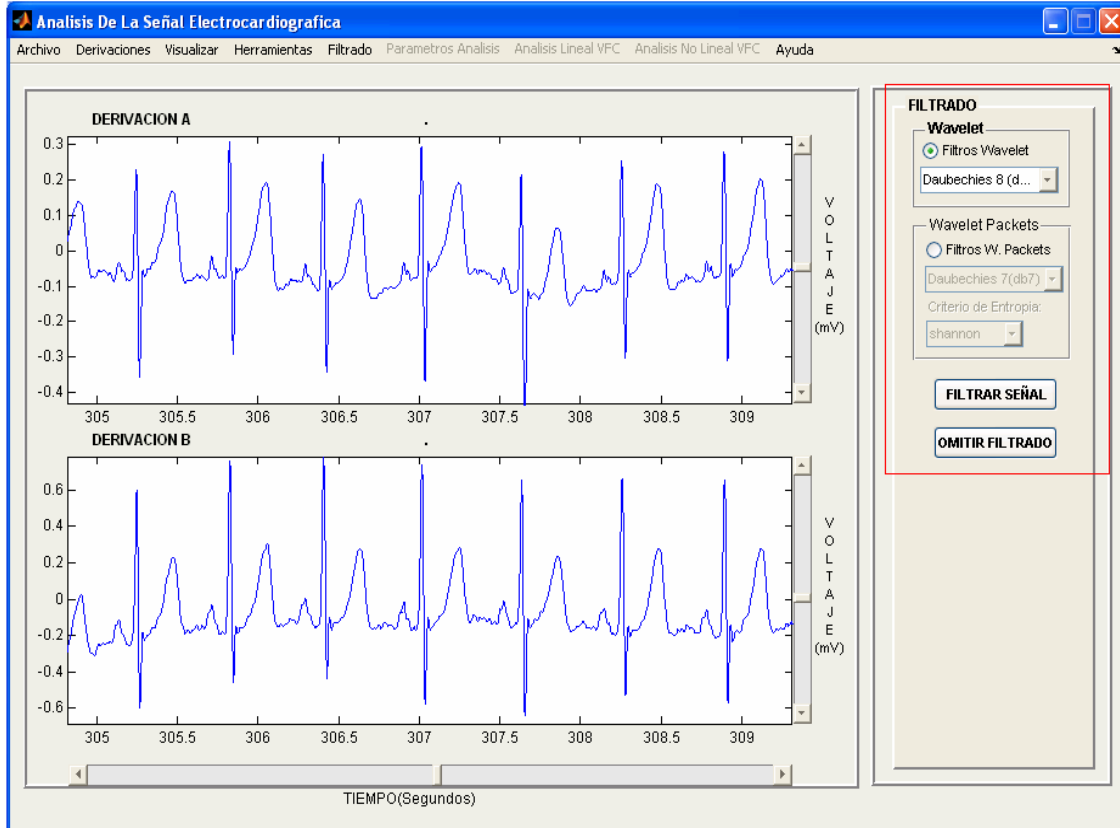 Analisis De La Señal Electrocardiografica
Archivo Derivaciones Visualizar Herramientas Filtrado Parametros Analisis Analisis Lineal VFC Analisis No Lineal VFC Ayuda
DERIVACION A
0.3
0.2
0.1
0
-0.1
-0.2
-0.3
-0.4
305 305.5 306 306.5 307 307.5 308 308.5 309
VOLTAJE
(mV)
DERIVACION B
0.6
0.4
0.2
0
-0.2
-0.4
-0.6
305 305.5 306 306.5 307 307.5 308 308.5 309
VOLTAJE
(mV)
TIEMPO(Segundos)
FILTRADO
Wavelet
Filtros Wavelet
Daubechies 8 (d...
Wavelet Packets
Filtros W. Packets
Daubechies 7(db7)
Criterio de Entropia:
shannon
FILTRAR SEÑAL
OMITIR FILTRADO